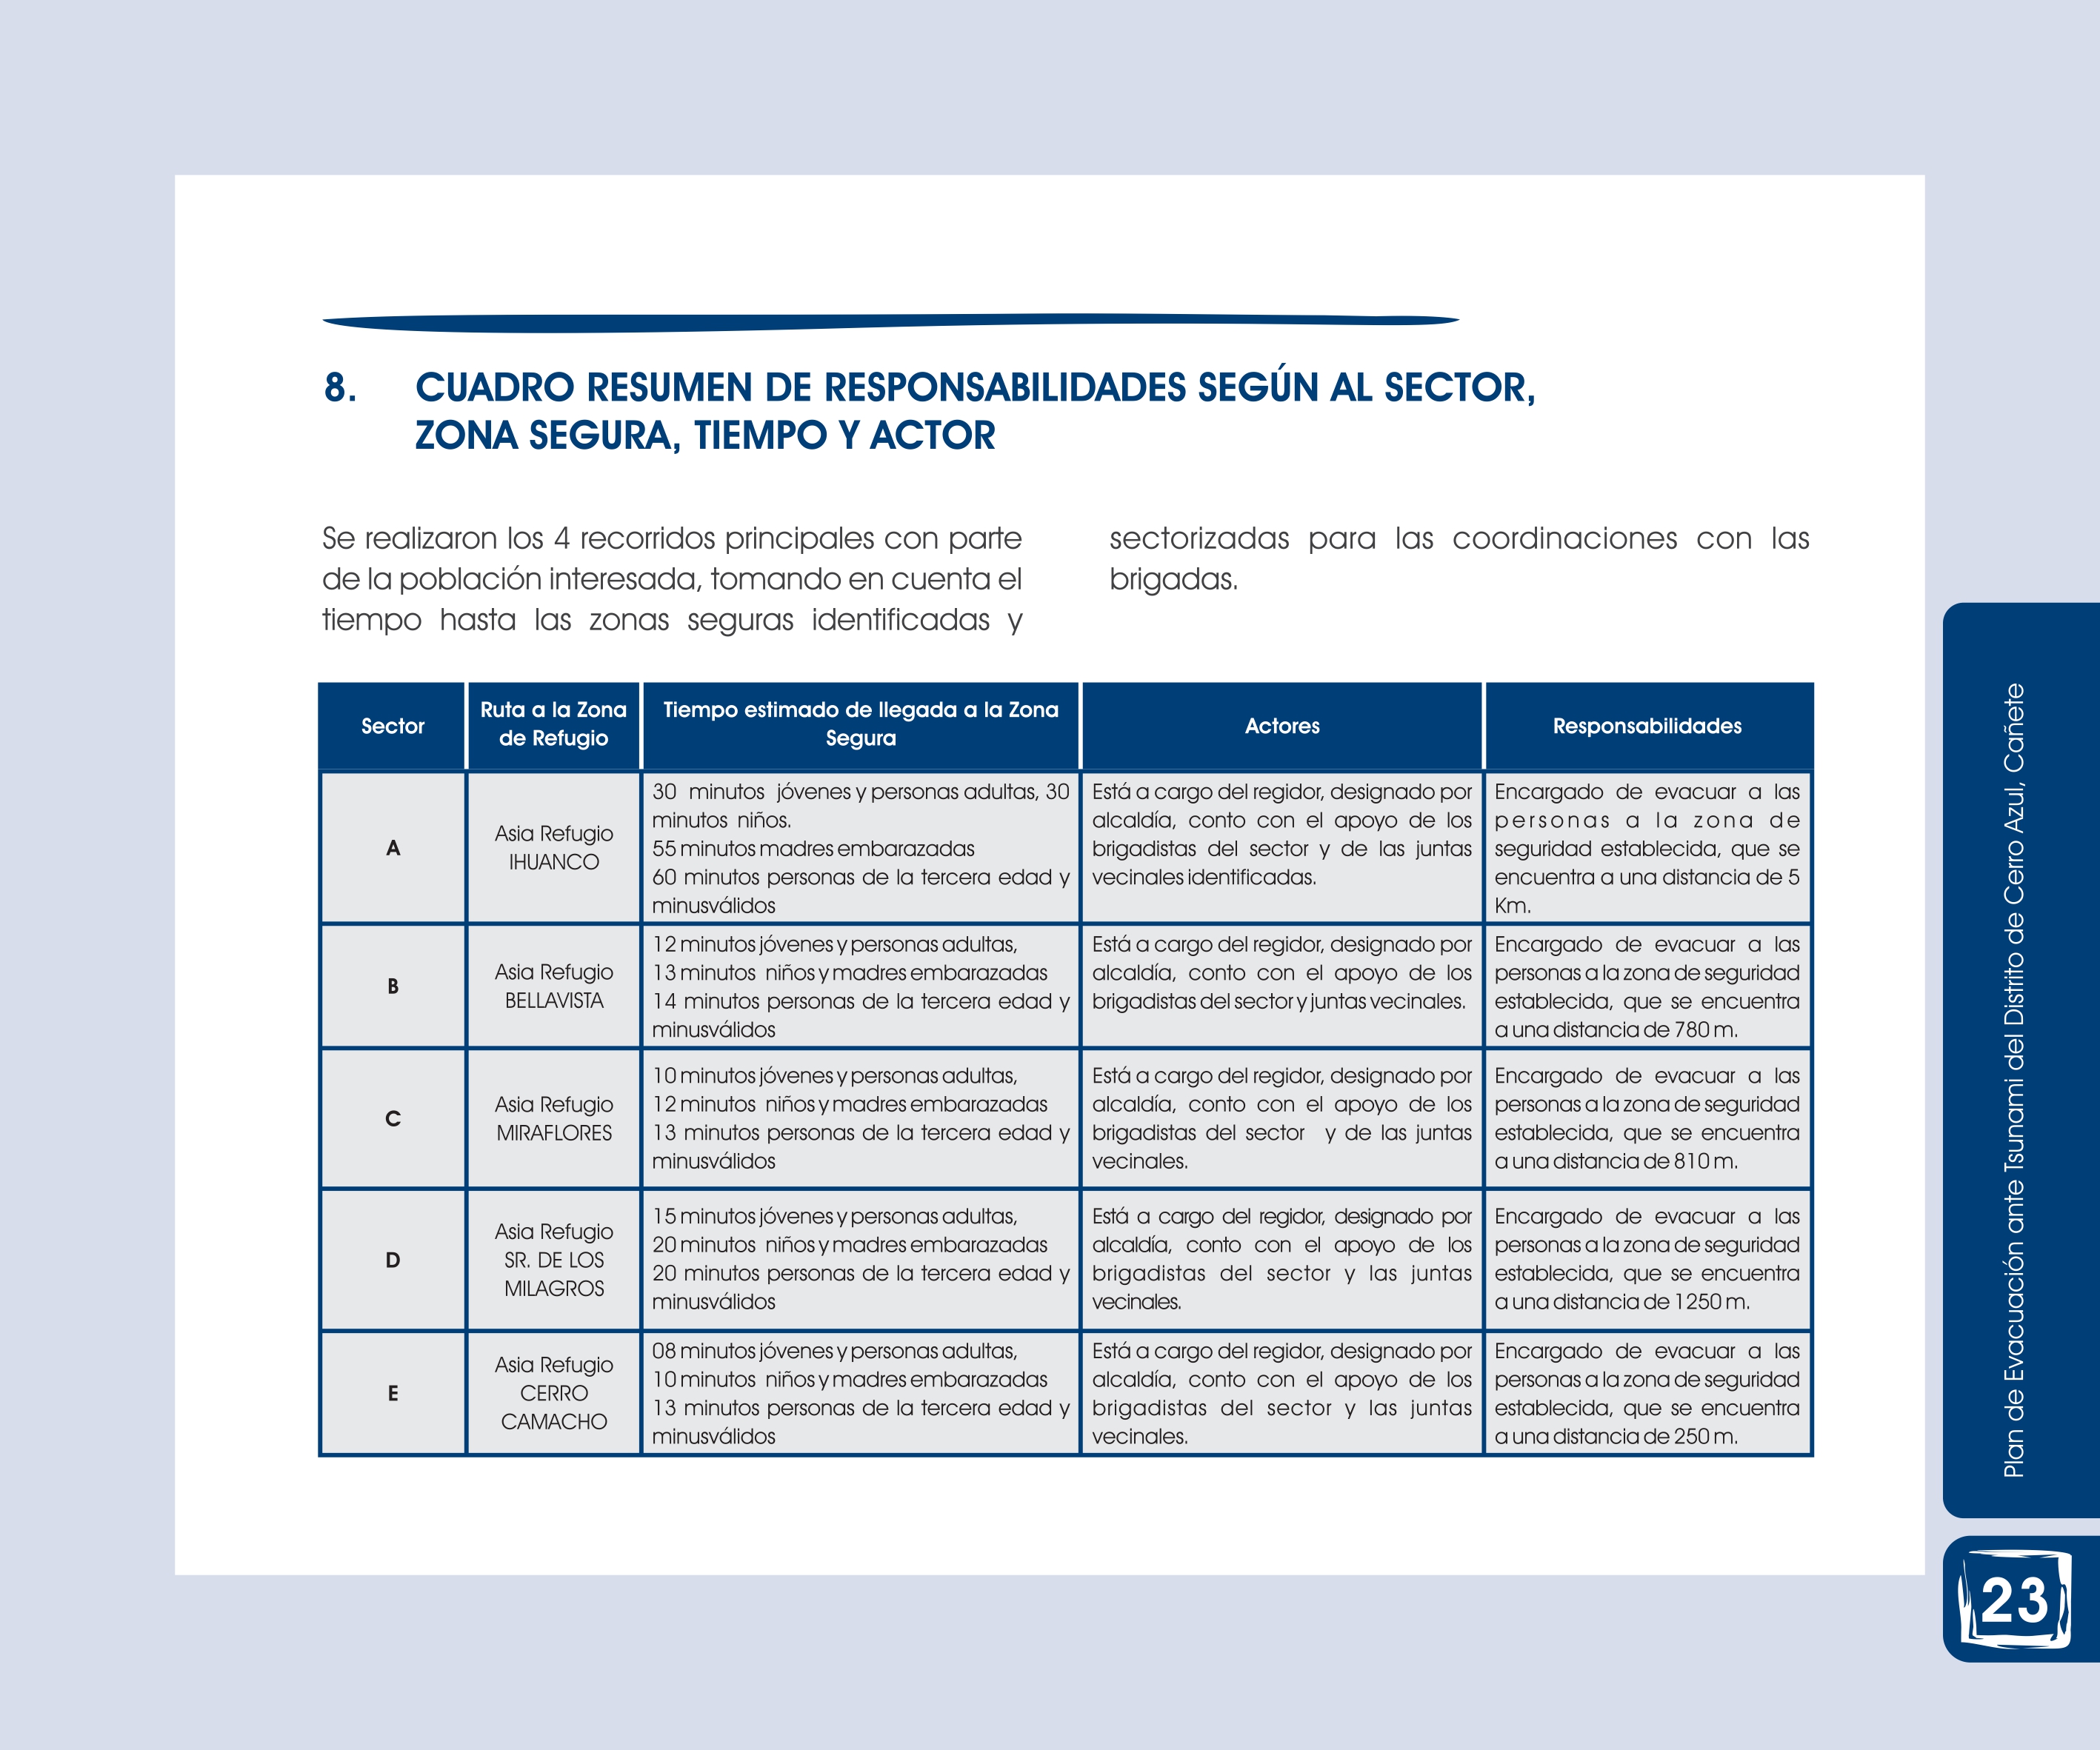 8. CUADRO RESUMEN DE RESPONSABILIDADES SEGÚN AL SECTOR,
ZONA SEGURA, TIEMPO Y ACTOR
Se realizaron los 4 recorridos principales con parte
de la población interesada, tomando en cuenta el
tiempo hasta las zonas seguras identificadas y
sectorizadas para las coordinaciones con las
brigadas.
Sector
Ruta a la Zona
de Refugio
Tiempo estimado de llegada a la Zona
Segura
Actores
Responsabilidades
A
Asia Refugio
IHUANCO
30 minutos jóvenes y personas adultas, 30
minutos niños.
55 minutos madres embarazadas
60 minutos personas de la tercera edad y
minusválidos
Está a cargo del regidor, designado por
alcaldía, conto con el apoyo de los
brigadistas del sector y de las juntas
vecinales identificadas.
Encargado de evacuar a las
personas a la zona de
seguridad establecida, que se
encuentra a una distancia de 5
Km.
B
Asia Refugio
BELLAVISTA
12 minutos jóvenes y personas adultas,
13 minutos niños y madres embarazadas
14 minutos personas de la tercera edad y
minusválidos
Está a cargo del regidor, designado por
alcaldía, conto con el apoyo de los
brigadistas del sector y juntas vecinales.
Encargado de evacuar a las
personas a la zona de seguridad
establecida, que se encuentra
a una distancia de 780 m.
C
Asia Refugio
MIRAFLORES
10 minutos jóvenes y personas adultas,
12 minutos niños y madres embarazadas
13 minutos personas de la tercera edad y
minusválidos
Está a cargo del regidor, designado por
alcaldía, conto con el apoyo de los
brigadistas del sector y de las juntas
vecinales.
Encargado de evacuar a las
personas a la zona de seguridad
establecida, que se encuentra
a una distancia de 810 m.
D
Asia Refugio
SR. DE LOS
MILAGROS
15 minutos jóvenes y personas adultas,
20 minutos niños y madres embarazadas
20 minutos personas de la tercera edad y
minusválidos
Está a cargo del regidor, designado por
alcaldía, conto con el apoyo de los
brigadistas del sector y las juntas
vecinales.
Encargado de evacuar a las
personas a la zona de seguridad
establecida, que se encuentra
a una distancia de 1250 m.
E
Asia Refugio
CERRO
CAMACHO
08 minutos jóvenes y personas adultas,
10 minutos niños y madres embarazadas
13 minutos personas de la tercera edad y
minusválidos
Está a cargo del regidor, designado por
alcaldía, conto con el apoyo de los
brigadistas del sector y las juntas
vecinales.
Encargado de evacuar a las
personas a la zona de seguridad
establecida, que se encuentra
a una distancia de 250 m.
Plan de Evacuación ante Tsunami del Distrito de Cerro Azul, Cañete
23